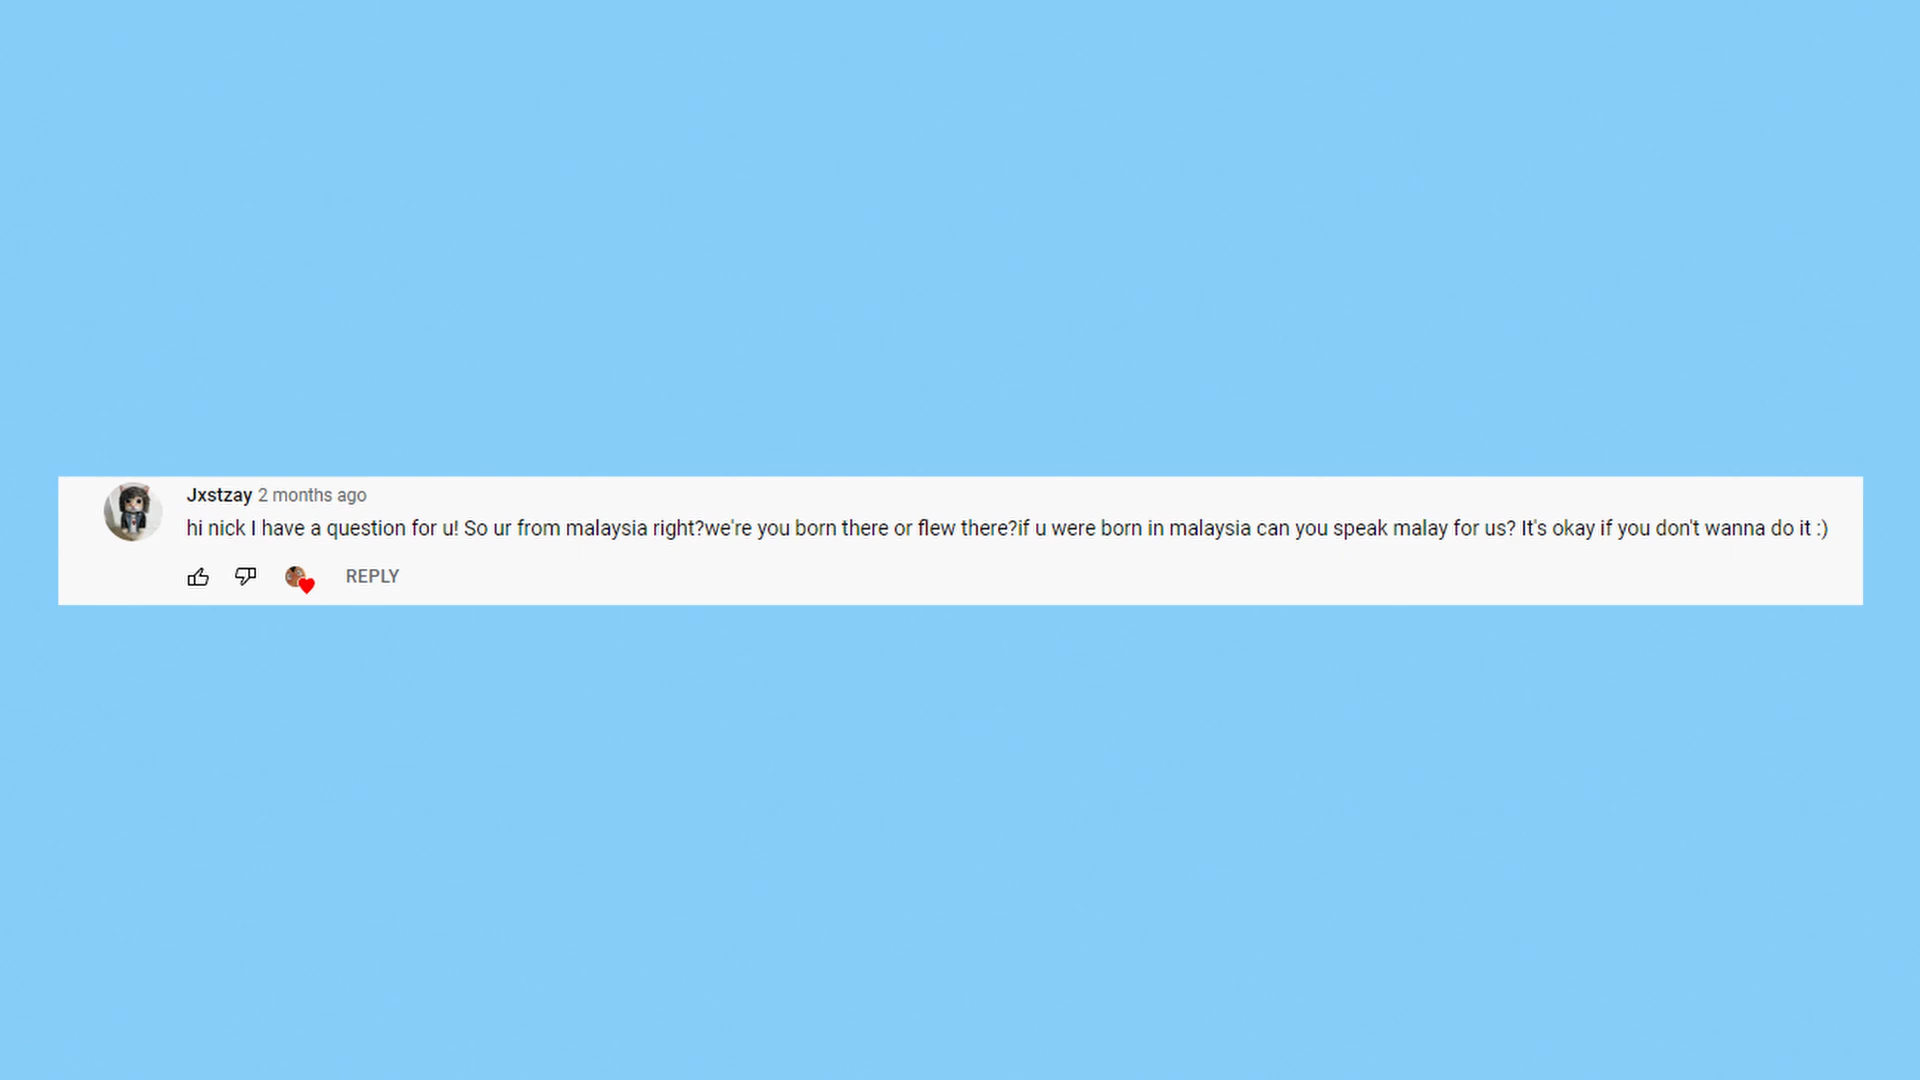 Jxstzay 2 months ago
hi nick I have a question for u! So ur from malaysia right?we're you born there or flew there?if u were born in malaysia can you speak malay for us? It's okay if you don't wanna do it :)
REPLY